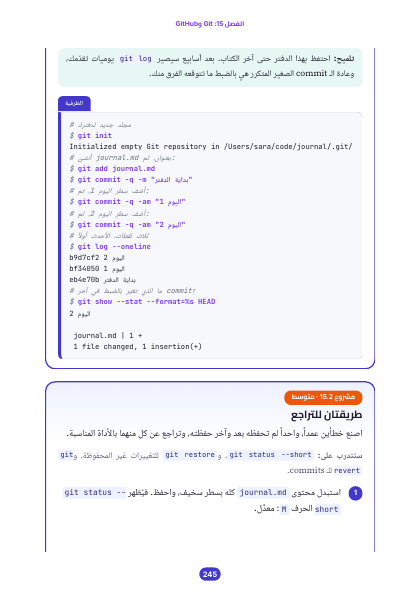 الفصل 15: Git وGitHub
تلميح: احتفظ بهذا الدفتر حتى آخر الكتاب. بعد أسابيع سيصير git log يوميات تقدّمك،
وعادة الـ commit الصغير المتكرر هي بالضبط ما تتوقعه الفرق منك.
الطرفية
# مجلد جديد لدفترك
$ git init
Initialized empty Git repository in /Users/sara/code/journal/.git/
# أنشئ journal.md بعنوان، ثم:
$ git add journal.md
$ git commit -q -m "بداية الدفتر"
# أضف سطر اليوم 1، ثم:
$ git commit -q -am "اليوم 1"
# أضف سطر اليوم 2، ثم:
$ git commit -q -am "اليوم 2"
# ثلاث لقطات، الأحدث أولاً
$ git log --oneline
b9d7cf2 اليوم 2
bf34050 اليوم 1
eb4e70b بداية الدفتر
# ما الذي تغيّر بالضبط في آخر commit؟
$ git show --stat --format=%s HEAD
اليوم 2
journal.md | 1 +
1 file changed, 1 insertion(+)
مشروع 15.2 · متوسط
طريقتان للتراجع
اصنع خطأين عمداً، واحداً لم تحفظه بعد وآخر حفظته، وتراجع عن كل منهما بالأداة المناسبة.
ستتدرب على: git status --short، و git restore للتغييرات غير المحفوظة، و git
revert للـ commits.
1 استبدل محتوى journal.md كله بسطر سخيف، واحفظ. فيُظهر git status --
short الحرف M : معدّل.
245